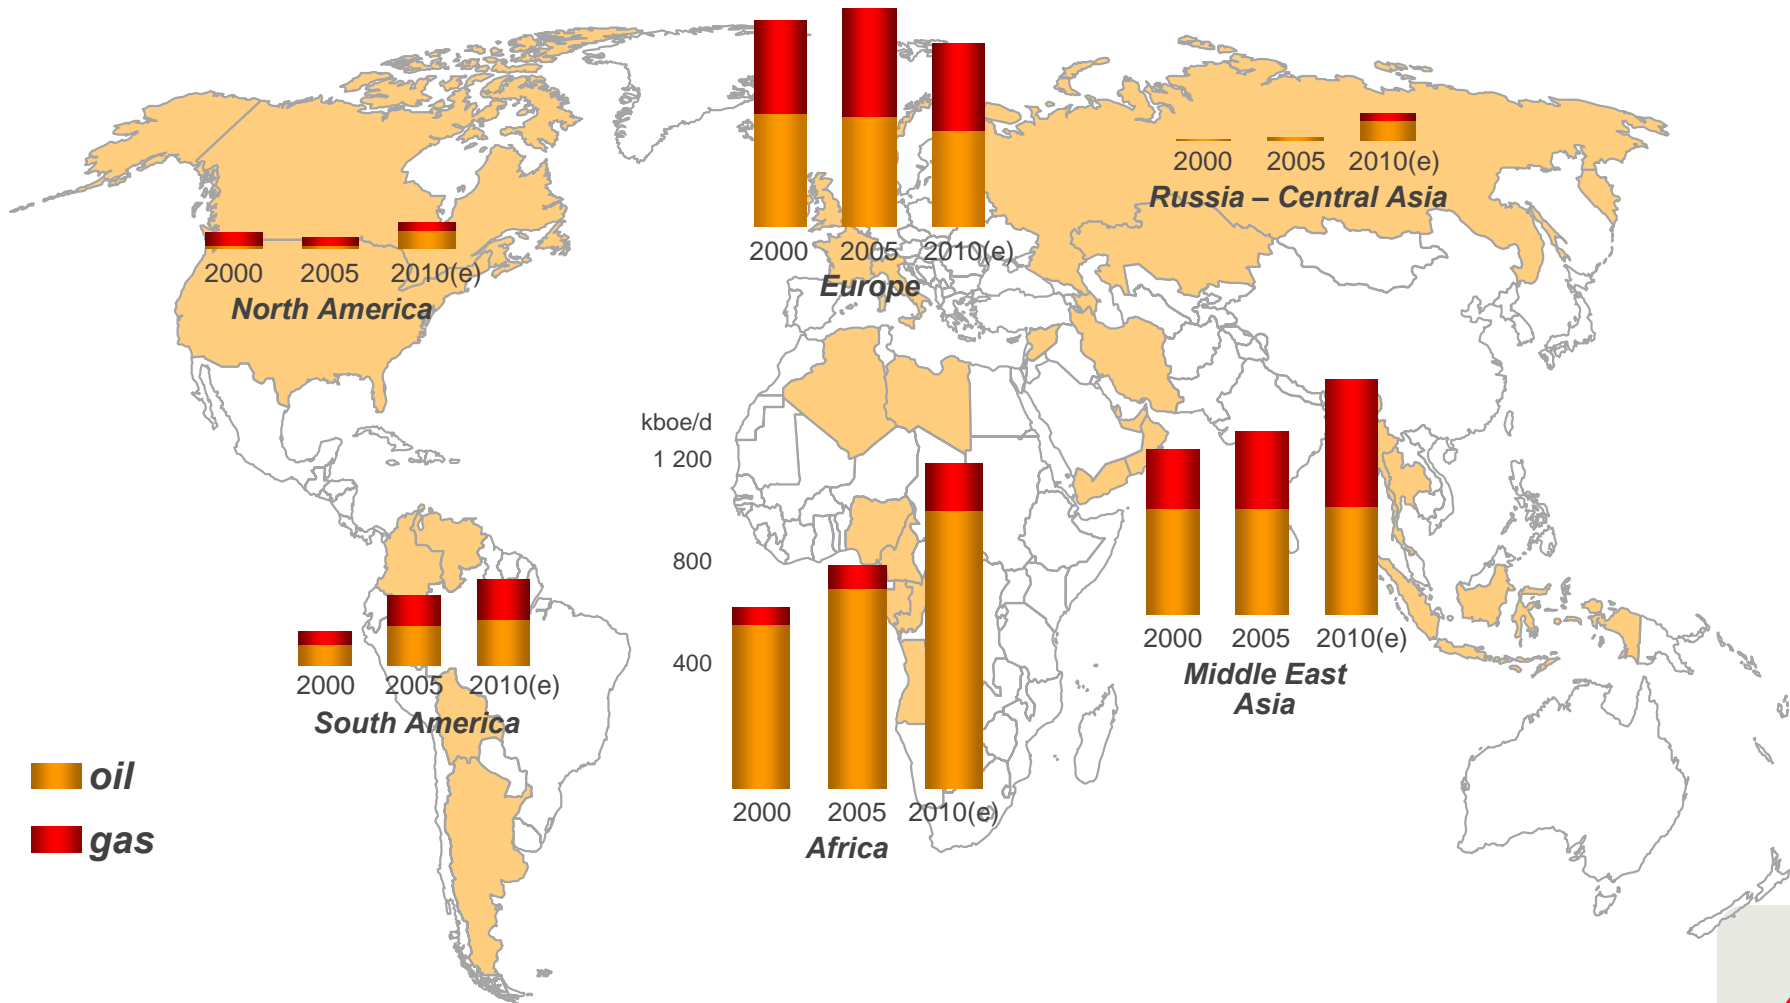 2000 2005 2010(e)
Europe
2000 2005 2010(e)
Russia – Central Asia
2000 2005 2010(e)
North America
kboe/d
1 200
800
400
2000 2005 2010(e)
Africa
2000 2005 2010(e)
Middle East
Asia
2000 2005 2010(e)
South America
oil
gas